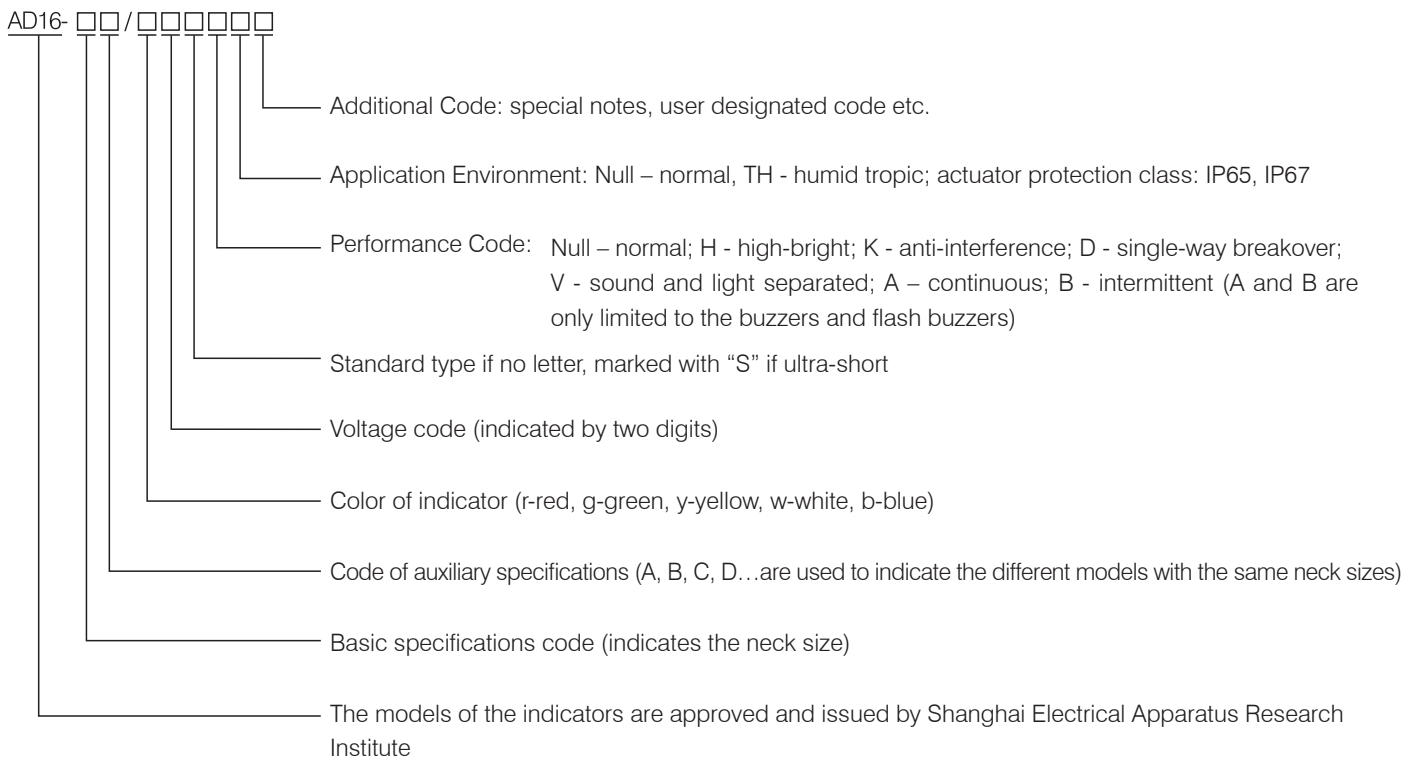 AD16- □□/□□□□□□
Additional Code: special notes, user designated code etc.
Application Environment: Null – normal, TH - humid tropic; actuator protection class: IP65, IP67
Performance Code: Null – normal; H - high-bright; K - anti-interference; D - single-way breakover;
V - sound and light separated; A – continuous; B - intermittent (A and B are
only limited to the buzzers and flash buzzers)
Standard type if no letter, marked with “S” if ultra-short
Voltage code (indicated by two digits)
Color of indicator (r-red, g-green, y-yellow, w-white, b-blue)
Code of auxiliary specifications (A, B, C, D…are used to indicate the different models with the same neck sizes)
Basic specifications code (indicates the neck size)
The models of the indicators are approved and issued by Shanghai Electrical Apparatus Research
Institute